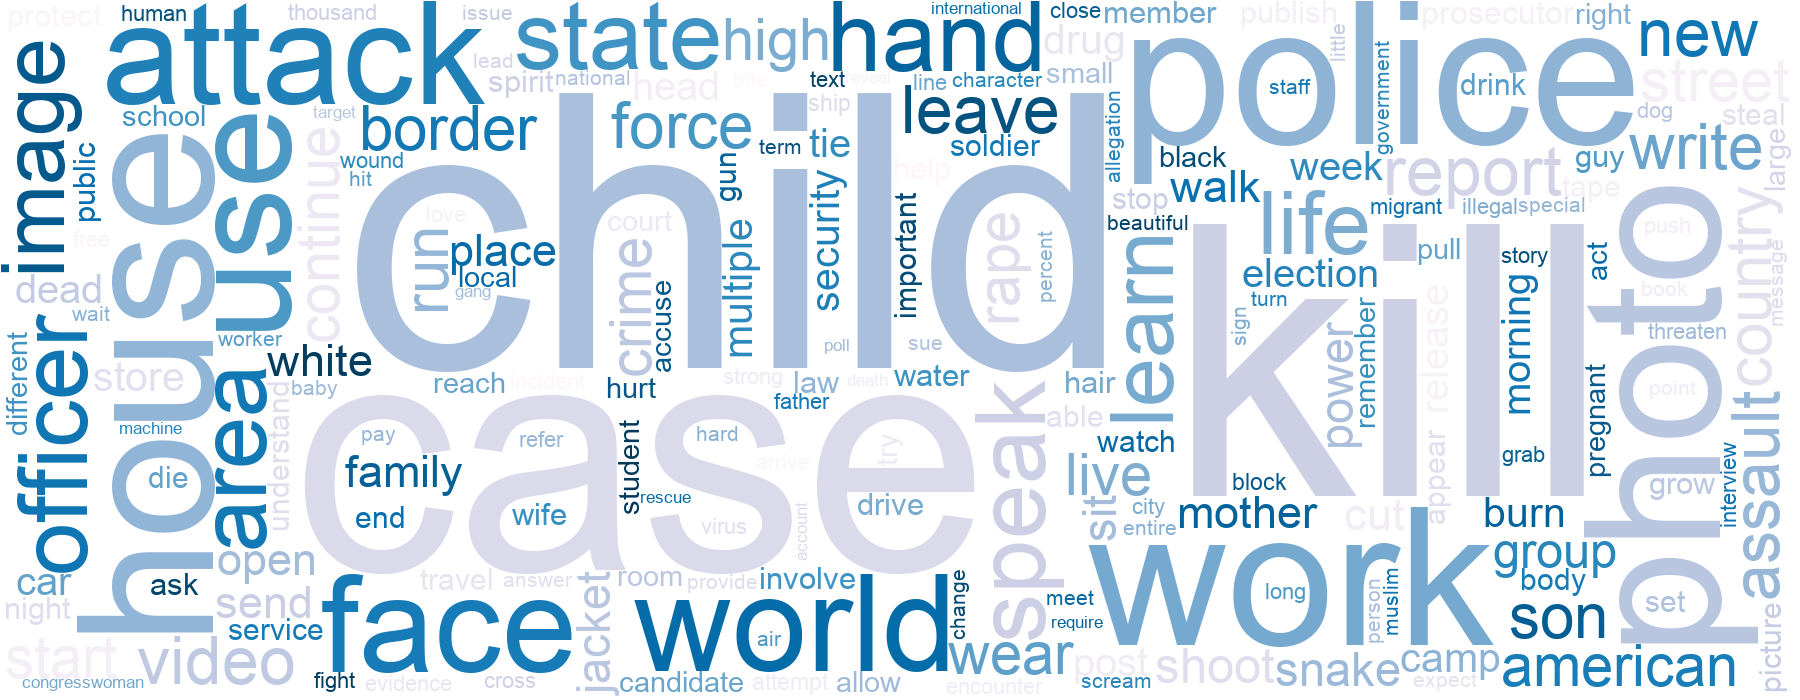 protect
human
thousand
issue
international
close
member
publish
prosecutor
right
new
attack
state
high
hand
police
lead
spirit
national
head
bite
reveal
text
line
character
drug
small
little
government
staff
drink
street
image
school
target
border
force
ship
leave
soldier
allegation
dog
steal
write
public
house
use
continue
wound
hit
child
gun
term
tie
help
black
walk
week
report
guy
tape
large
free
love
run
place
local
gang
court
crime
multiple
security
important
rape
percent
stop
beautiful
learn
life
migrant
illegal
special
photo
push
country
message
dead
wait
accuse
election
pull
story
act
turn
book
officer
different
worker
white
area
store
baby
reach
incident
hurt
poll
sue
strong
law
death
water
father
hair
kill
sign
power
remember
release
morning
threaten
point
machine
understand
case
pay
refer
hard
try
arrive
speak
able
watch
pregnant
assault
die
family
student
rescue
end
wife
virus
account
drive
live
sit
city
entire
block
grab
appear
mother
burn
grow
interview
open
car
ask
send
night
service
travel
answer
jacket
room
provide
involve
change
meet
require
work
long
person
muslim
group
body
son
set
picture
start
video
face
world
air
wear
post
shoot
snake
camp
american
congresswoman
fight
evidence
cross
candidate
attempt
allow
encounter
scream
expect